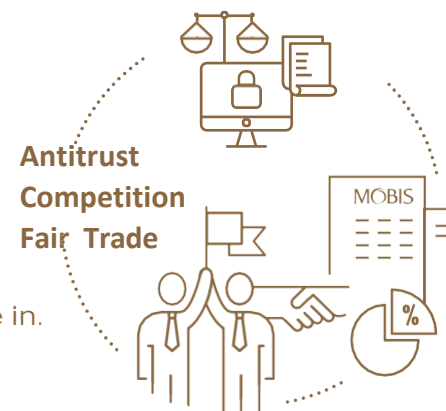 Antitrust
Competition
Fair Trade
MOBIS
%
e in.